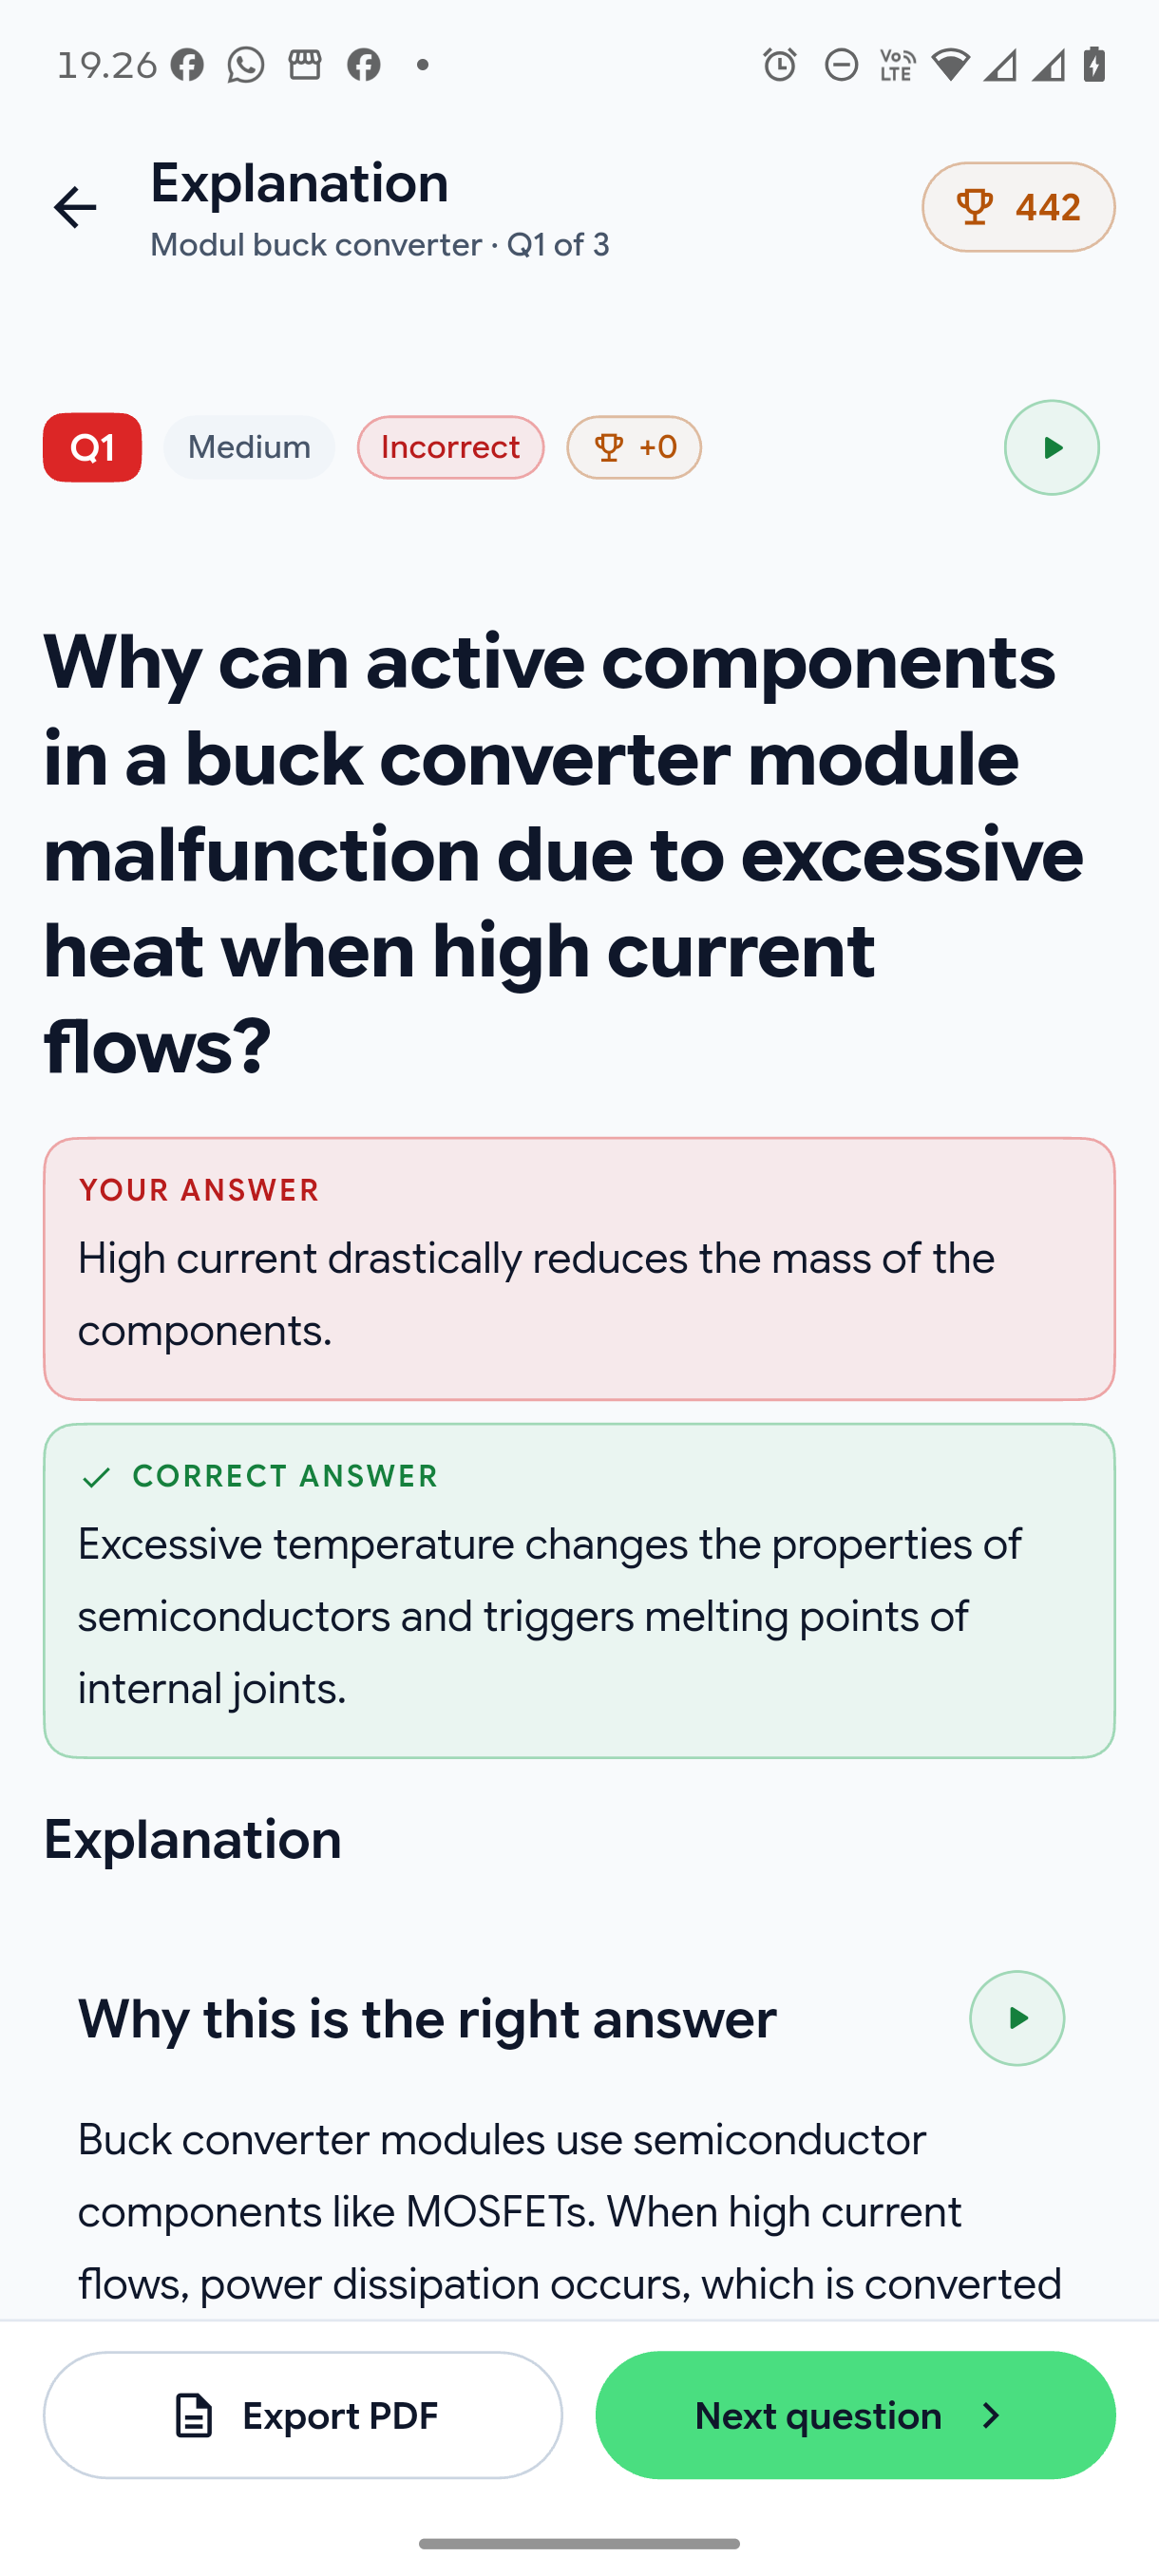 19.26
Vo LTE
Explanation
Modul buck converter · Q1 of 3
442
Q1
Medium
Incorrect
+0
Why can active components
in a buck converter module
malfunction due to excessive
heat when high current
flows?
YOUR ANSWER
High current drastically reduces the mass of the
components.
CORRECT ANSWER
Excessive temperature changes the properties of
semiconductors and triggers melting points of
internal joints.
Explanation
Why this is the right answer
Buck converter modules use semiconductor
components like MOSFETs. When high current
flows, power dissipation occurs, which is converted
Export PDF
Next question